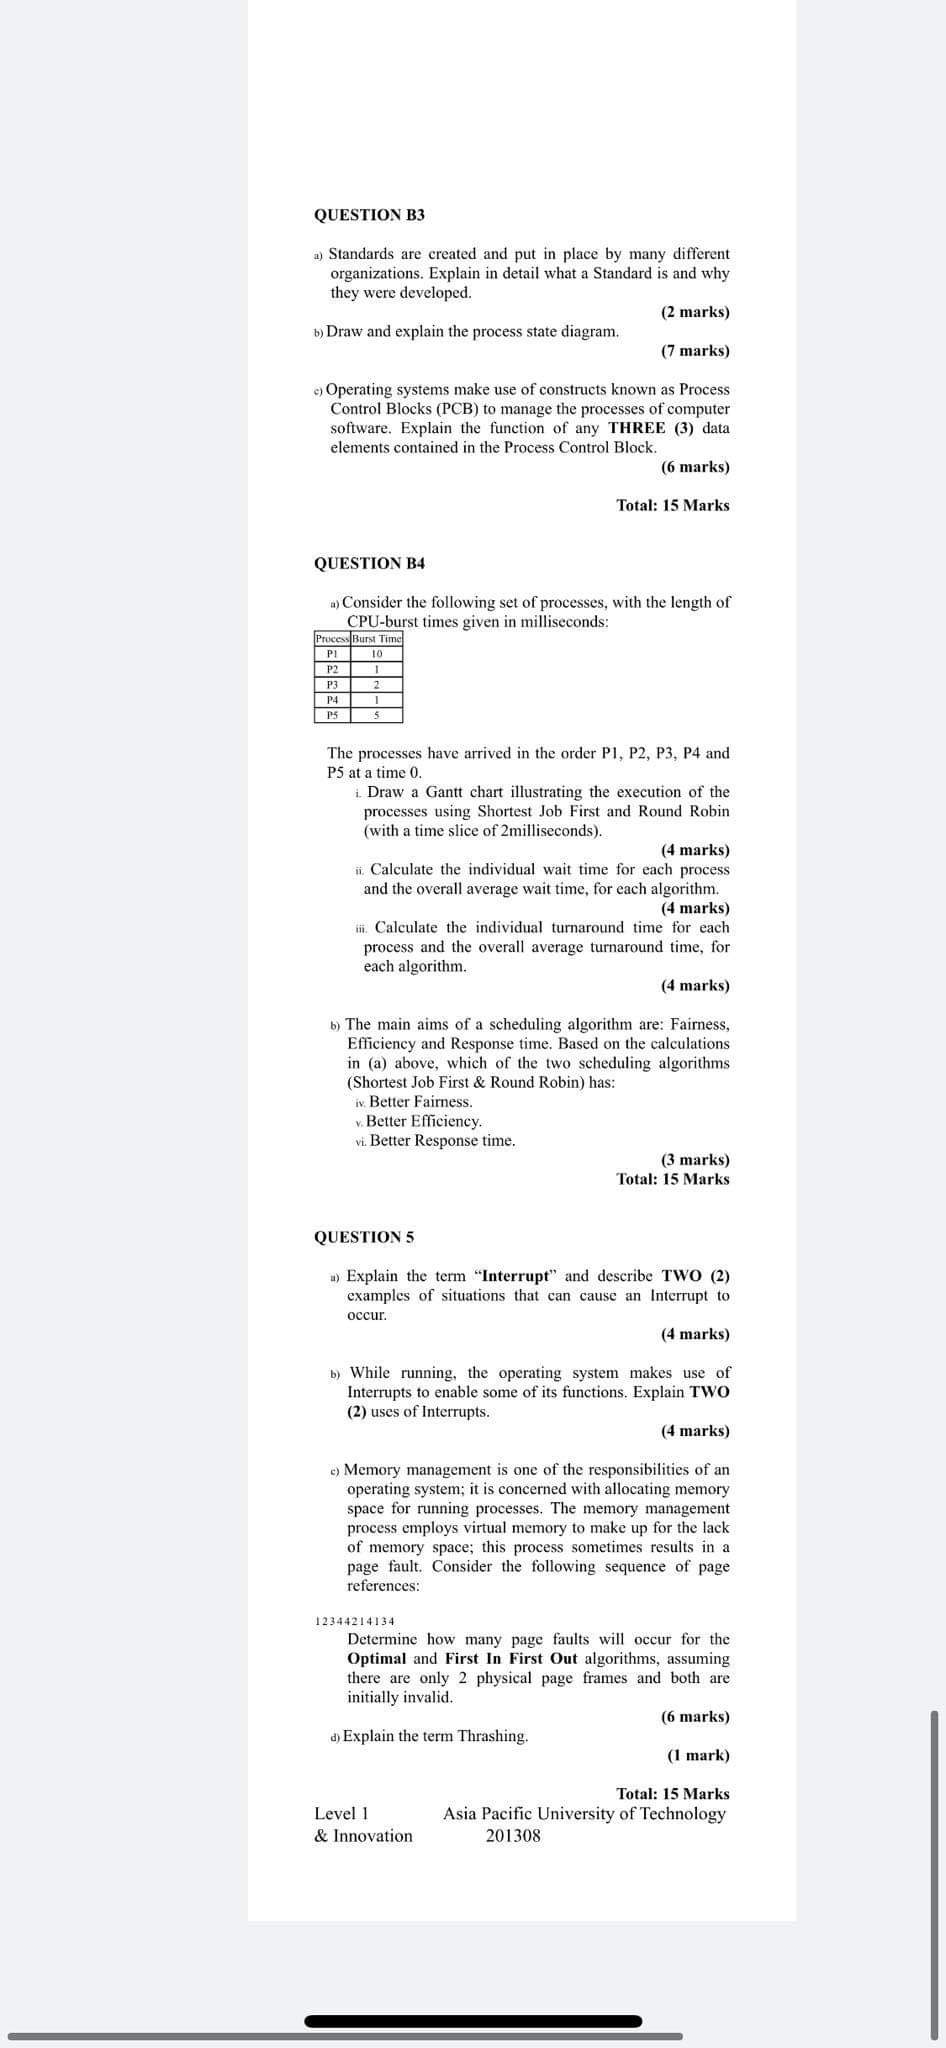 QUESTION B3
a) Standards are created and put in place by many different
organizations. Explain in detail what a Standard is and why
they were developed.
(2 marks)
b) Draw and explain the process state diagram.
(7 marks)
c) Operating systems make use of constructs known as Process
Control Blocks (PCB) to manage the processes of computer
software. Explain the function of any THREE (3) data
elements contained in the Process Control Block.
(6 marks)
Total: 15 Marks
QUESTION B4
a) Consider the following set of processes, with the length of
CPU-burst times given in milliseconds:
Process Burst Time
P1 10
P2 1
P3 2
P4 1
P5 5
The processes have arrived in the order P1, P2, P3, P4 and
P5 at a time 0.
i. Draw a Gantt chart illustrating the execution of the
processes using Shortest Job First and Round Robin
(with a time slice of 2milliseconds).
(4 marks)
ii. Calculate the individual wait time for each process
and the overall average wait time, for each algorithm.
(4 marks)
iii. Calculate the individual turnaround time for each
process and the overall average turnaround time, for
each algorithm.
(4 marks)
b) The main aims of a scheduling algorithm are: Fairness,
Efficiency and Response time. Based on the calculations
in (a) above, which of the two scheduling algorithms
(Shortest Job First & Round Robin) has:
iv. Better Fairness.
v. Better Efficiency.
vi. Better Response time.
(3 marks)
Total: 15 Marks
QUESTION 5
a) Explain the term “Interrupt” and describe TWO (2)
examples of situations that can cause an Interrupt to
occur.
(4 marks)
b) While running, the operating system makes use of
Interrupts to enable some of its functions. Explain TWO
(2) uses of Interrupts.
(4 marks)
c) Memory management is one of the responsibilities of an
operating system; it is concerned with allocating memory
space for running processes. The memory management
process employs virtual memory to make up for the lack
of memory space; this process sometimes results in a
page fault. Consider the following sequence of page
references:
1 2 3 4 4 2 1 4 1 3 4
Determine how many page faults will occur for the
Optimal and First In First Out algorithms, assuming
there are only 2 physical page frames and both are
initially invalid.
(6 marks)
d) Explain the term Thrashing.
(1 mark)
Total: 15 Marks
Level 1 Asia Pacific University of Technology
& Innovation 201308